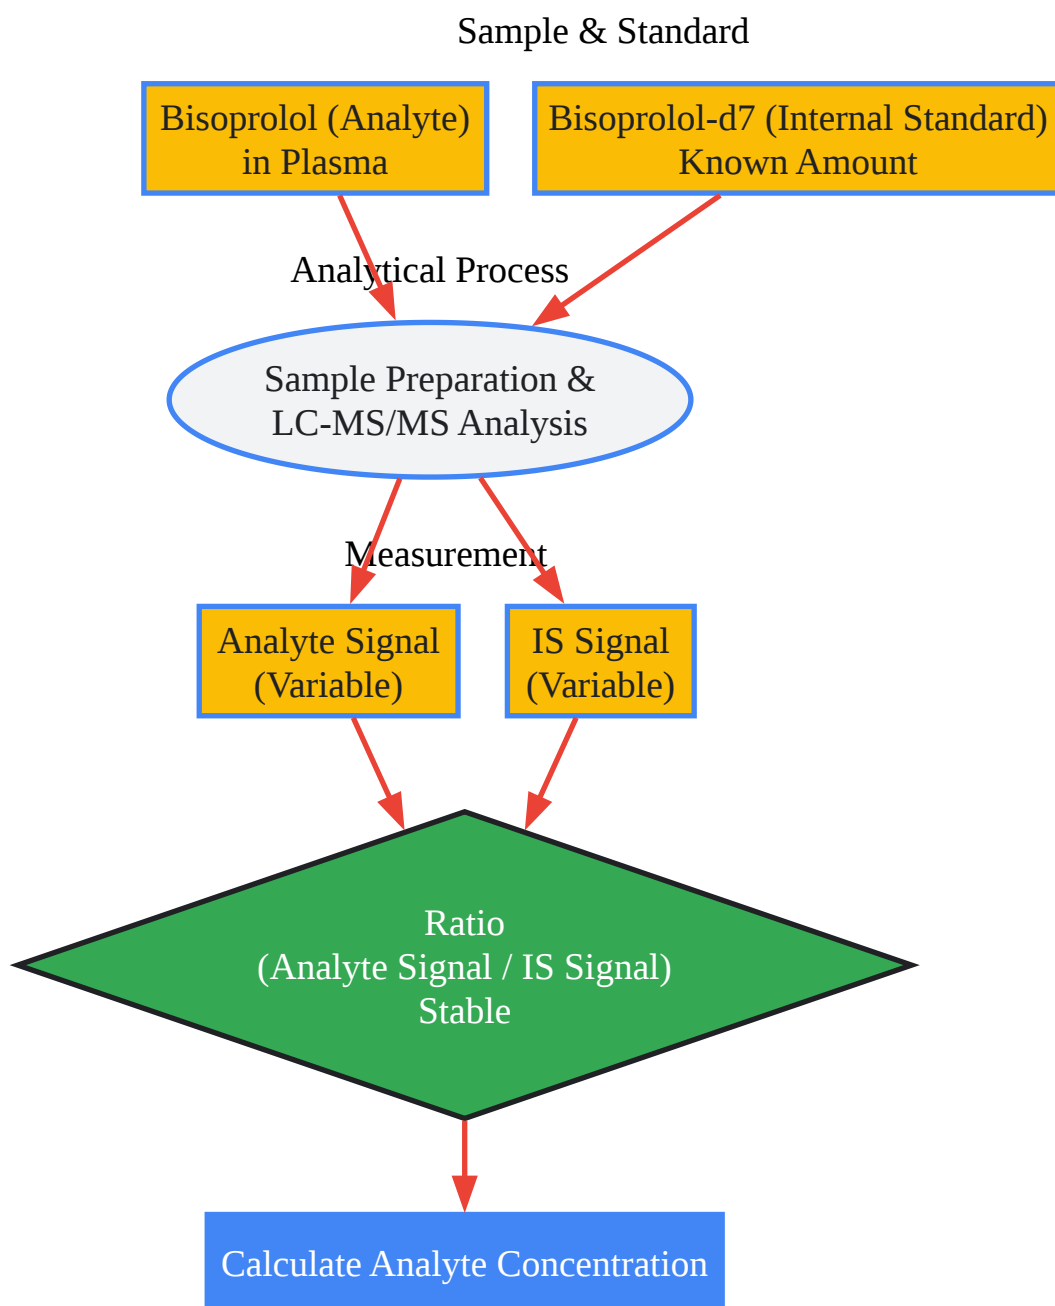 Sample & Standard
Bisoprolol (Analyte)
in Plasma
Bisoprolol-d7 (Internal Standard)
Known Amount
Analytical Process
Sample Preparation &
LC-MS/MS Analysis
Measurement
Analyte Signal
(Variable)
IS Signal
(Variable)
Ratio
(Analyte Signal / IS Signal)
Stable
Calculate Analyte Concentration